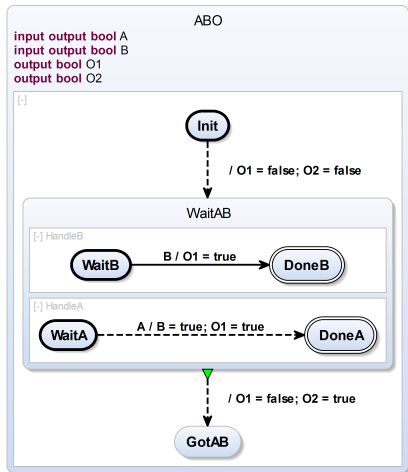 ABO
input output bool A
input output bool B
output bool O1
output bool O2
[-]
Init
/ O1 = false; O2 = false
WaitAB
[-] HandleB
WaitB
B / O1 = true
DoneB
[-] HandleA
WaitA
A / B = true; O1 = true
DoneA
/ O1 = false; O2 = true
GotAB